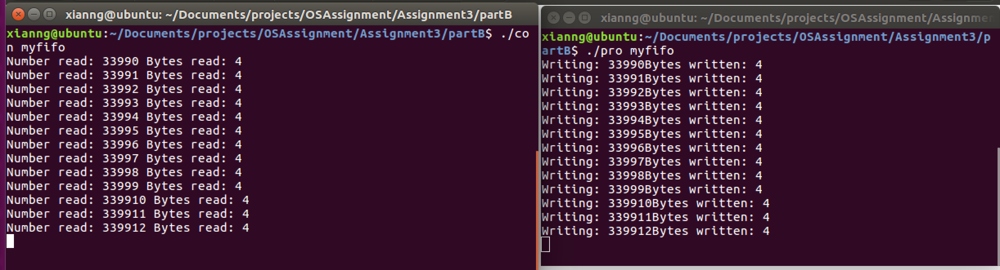 xianng@ubuntu: ~/Documents/projects/OSAssignment/Assignment3/partB
xianng@ubuntu:~/Documents/projects/OSAssignment/Assignment3/partB$ ./co
n myfifo
Number read: 33990 Bytes read: 4
Number read: 33991 Bytes read: 4
Number read: 33992 Bytes read: 4
Number read: 33993 Bytes read: 4
Number read: 33994 Bytes read: 4
Number read: 33995 Bytes read: 4
Number read: 33996 Bytes read: 4
Number read: 33997 Bytes read: 4
Number read: 33998 Bytes read: 4
Number read: 33999 Bytes read: 4
Number read: 339910 Bytes read: 4
Number read: 339911 Bytes read: 4
Number read: 339912 Bytes read: 4
xianng@ubuntu: ~/Documents/projects/OSAssignment/Assignmen
xianng@ubuntu:~/Documents/projects/OSAssignment/Assignment3/p
artB$ ./pro myfifo
Writing: 33990Bytes written: 4
Writing: 33991Bytes written: 4
Writing: 33992Bytes written: 4
Writing: 33993Bytes written: 4
Writing: 33994Bytes written: 4
Writing: 33995Bytes written: 4
Writing: 33996Bytes written: 4
Writing: 33997Bytes written: 4
Writing: 33998Bytes written: 4
Writing: 33999Bytes written: 4
Writing: 339910Bytes written: 4
Writing: 339911Bytes written: 4
Writing: 339912Bytes written: 4